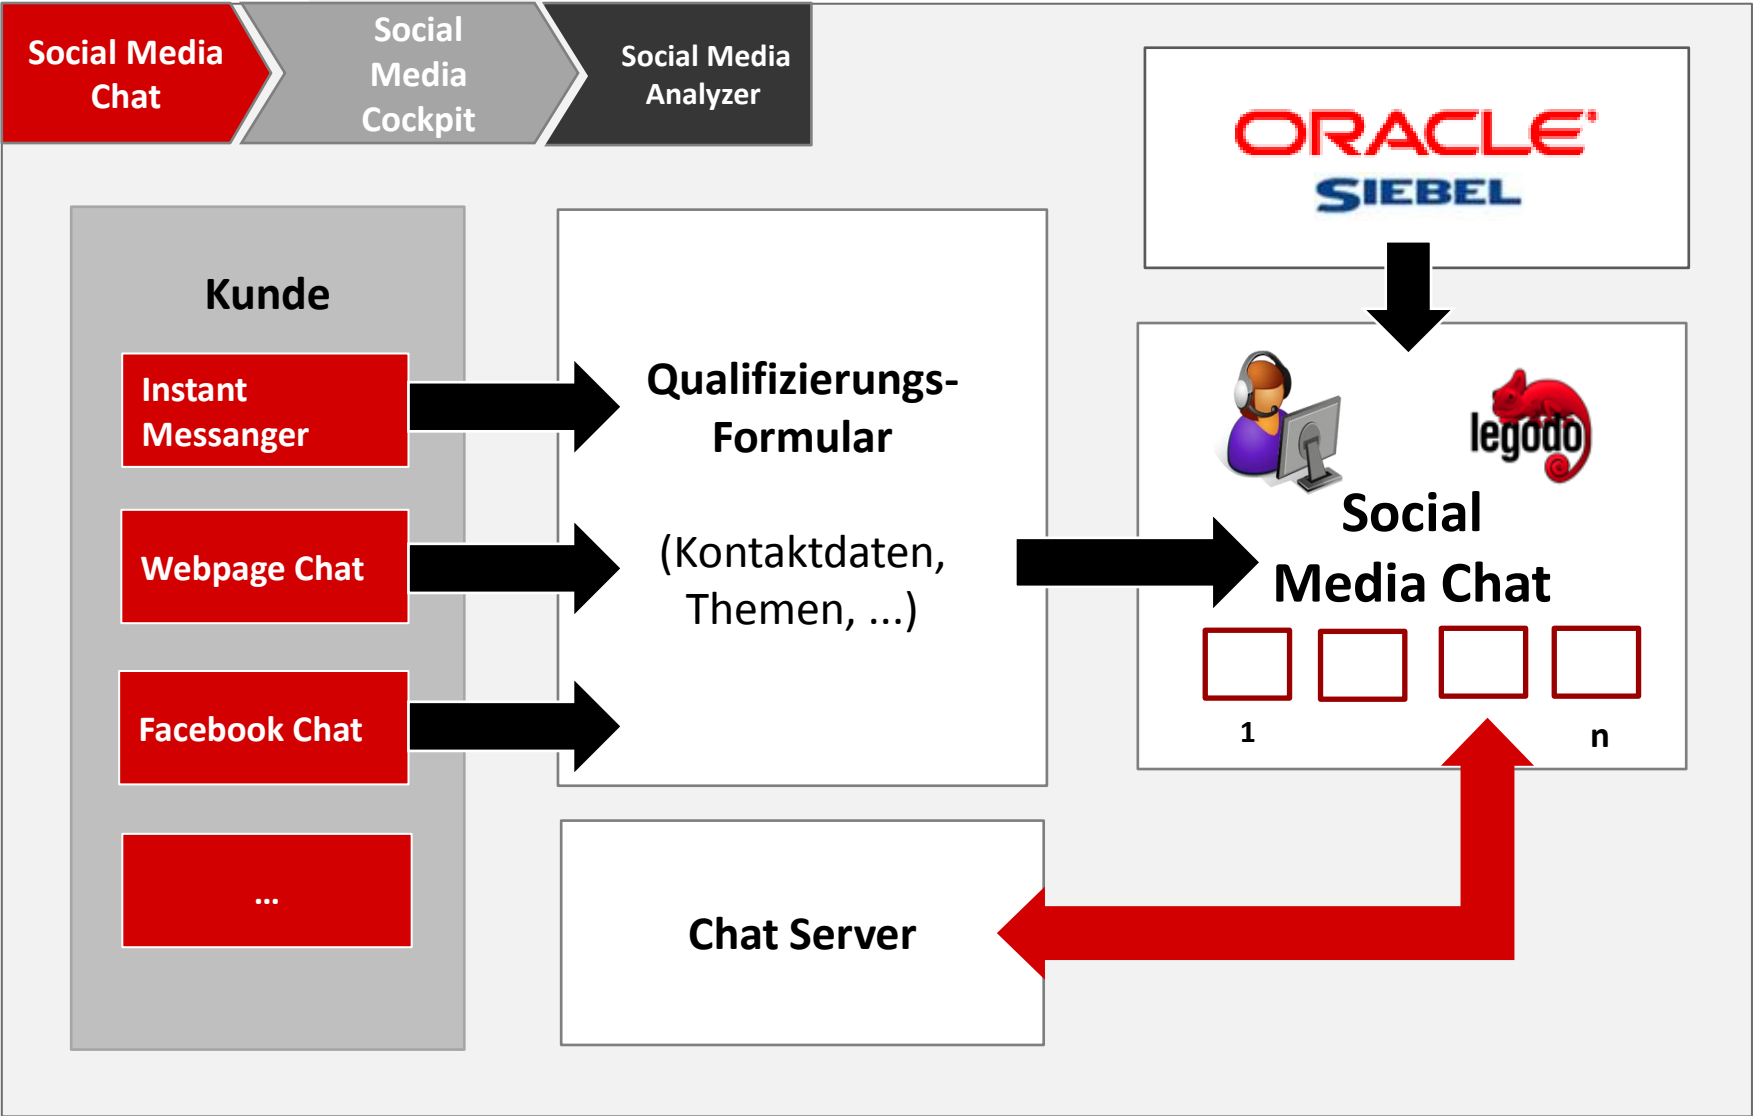 Social Media
Chat
Social
Media
Cockpit
Social Media
Analyzer
ORACLE
SIEBEL
Kunde
Instant
Messanger
Webpage Chat
Facebook Chat
...
Qualifizierungs-
Formular
(Kontaktdaten,
Themen, ...)
legodo
Social
Media Chat
1
n
Chat Server